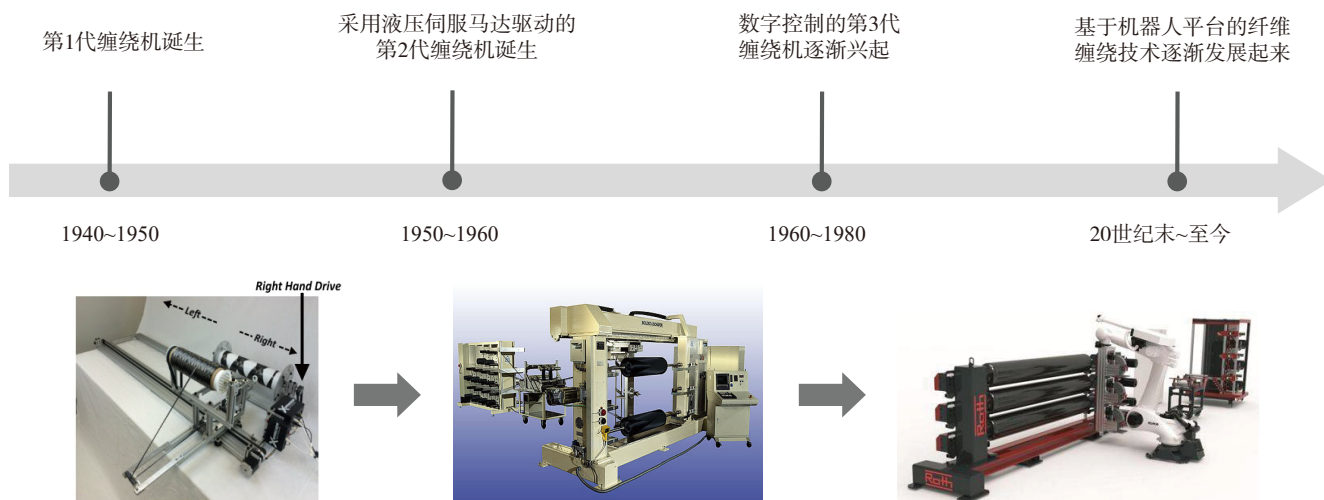 第1代缠绕机诞生
采用液压伺服马达驱动的
第2代缠绕机诞生
数字控制的第3代
缠绕机逐渐兴起
基于机器人平台的纤维
缠绕技术逐渐发展起来
1940~1950
1950~1960
1960~1980
20世纪末~至今
Right Hand Drive
Left
Right
Roth
Roth